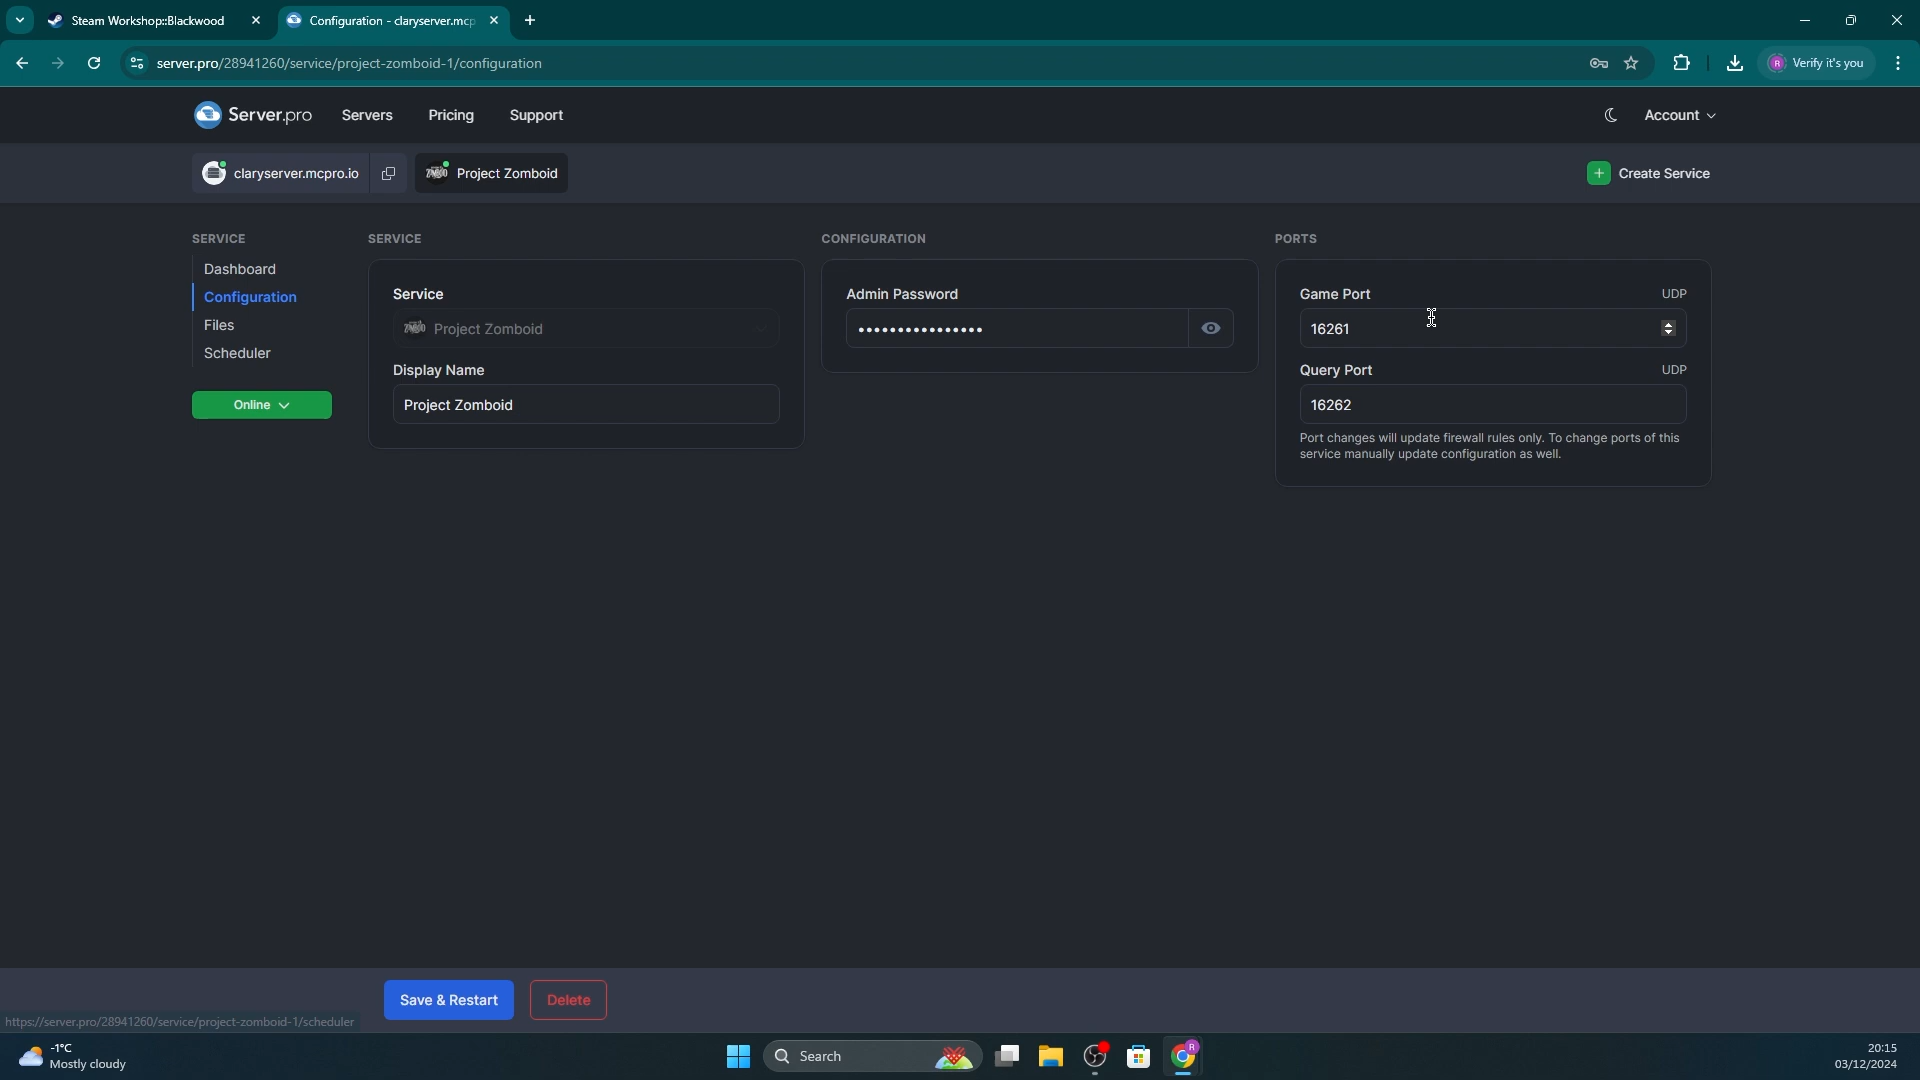 Steam Workshop::Blackwood
Configuration - claryserver.mcp
server.pro/28941260/service/project-zomboid-1/configuration
Verify it's you
Server.pro
Servers
Pricing
Support
Account
claryserver.mcpro.io
Project Zomboid
Create Service
SERVICE
Dashboard
Configuration
Files
Scheduler
Online
SERVICE
Service
Project Zomboid
Display Name
Project Zomboid
CONFIGURATION
Admin Password
••••••••••••••••
PORTS
Game Port UDP
16261
Query Port UDP
16262
Port changes will update firewall rules only. To change ports of this
service manually update configuration as well.
Save & Restart
Delete
https://server.pro/28941260/service/project-zomboid-1/scheduler
-1°C
Mostly cloudy
Search
R
20:15
03/12/2024